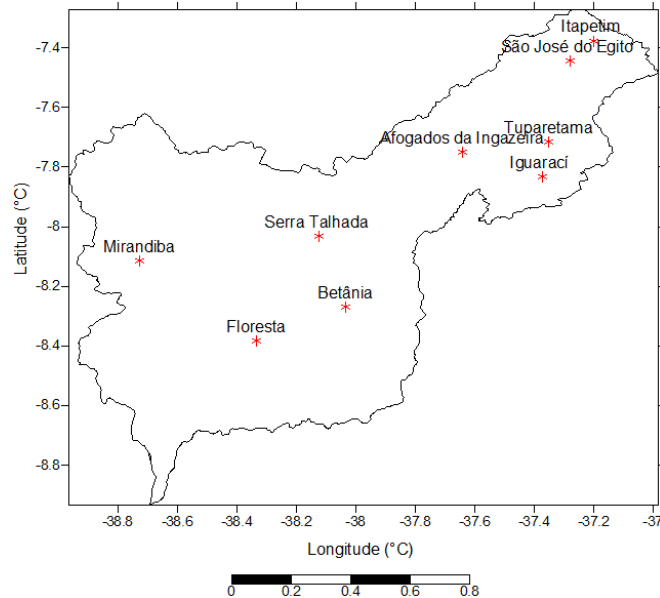 Itapetim
-7.4
São José do Egito
-7.6
Tuparetama
Afogados da Ingazeira
-7.8
Iguarací
Latitude (°C)
-8
Serra Talhada
Mirandiba
-8.2
Betânia
Floresta
-8.4
-8.6
-8.8
-38.8 -38.6 -38.4 -38.2 -38 -37.8 -37.6 -37.4 -37.2 -37
Longitude (°C)
0 0.2 0.4 0.6 0.8